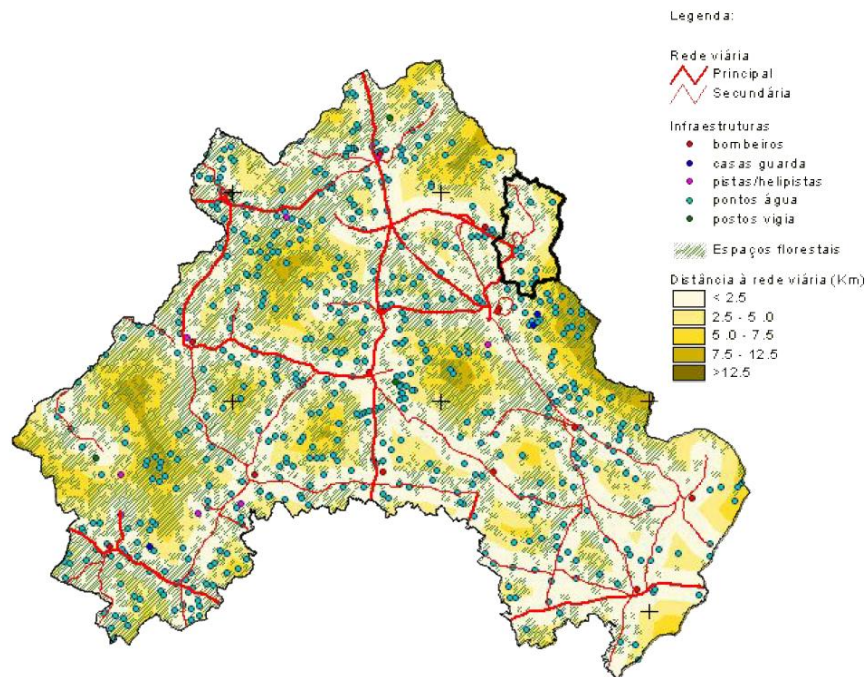 Legenda:
Rede viária
Principal
Secundária
Infraestruturas
bombeiros
casas guarda
pistas/helipistas
pontos água
postos vigia
Espaços florestais
Distância à rede viária (Km)
< 2.5
2.5 - 5 .0
5 .0 - 7.5
7.5 - 12.5
>12.5